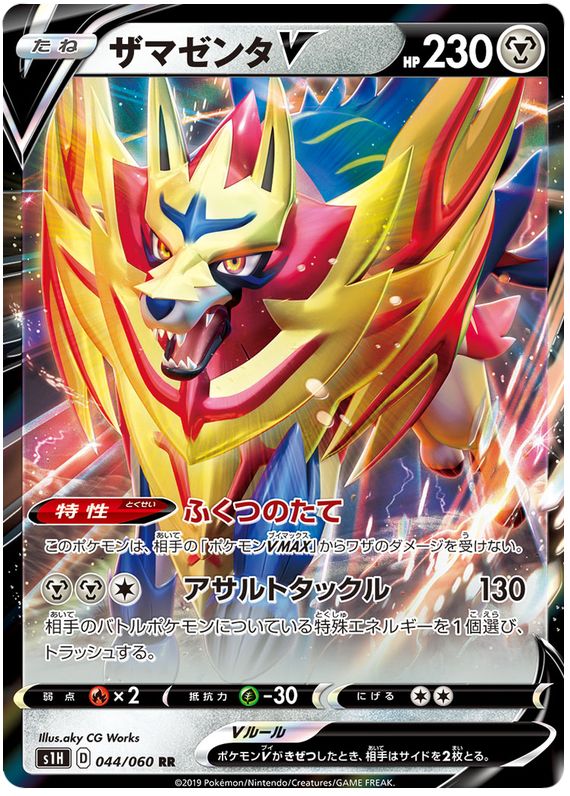 たね ザマゼンタV HP230
特性 とくせい ふくつのたて
このポケモンは、相手の「ポケモンVMAX」からワザのダメージを受けない。
アサルトタックル 130
相手のバトルポケモンについている特殊エネルギーを1個選び、
トラッシュする。
弱点 ×2 抵抗力 -30 にげる
Illus.aky CG Works
Vルール
s1H D 044/060 RR
ポケモンVがきぜつしたとき、相手はサイドを2枚とる。
©2019 Pokémon/Nintendo/Creatures/GAME FREAK.